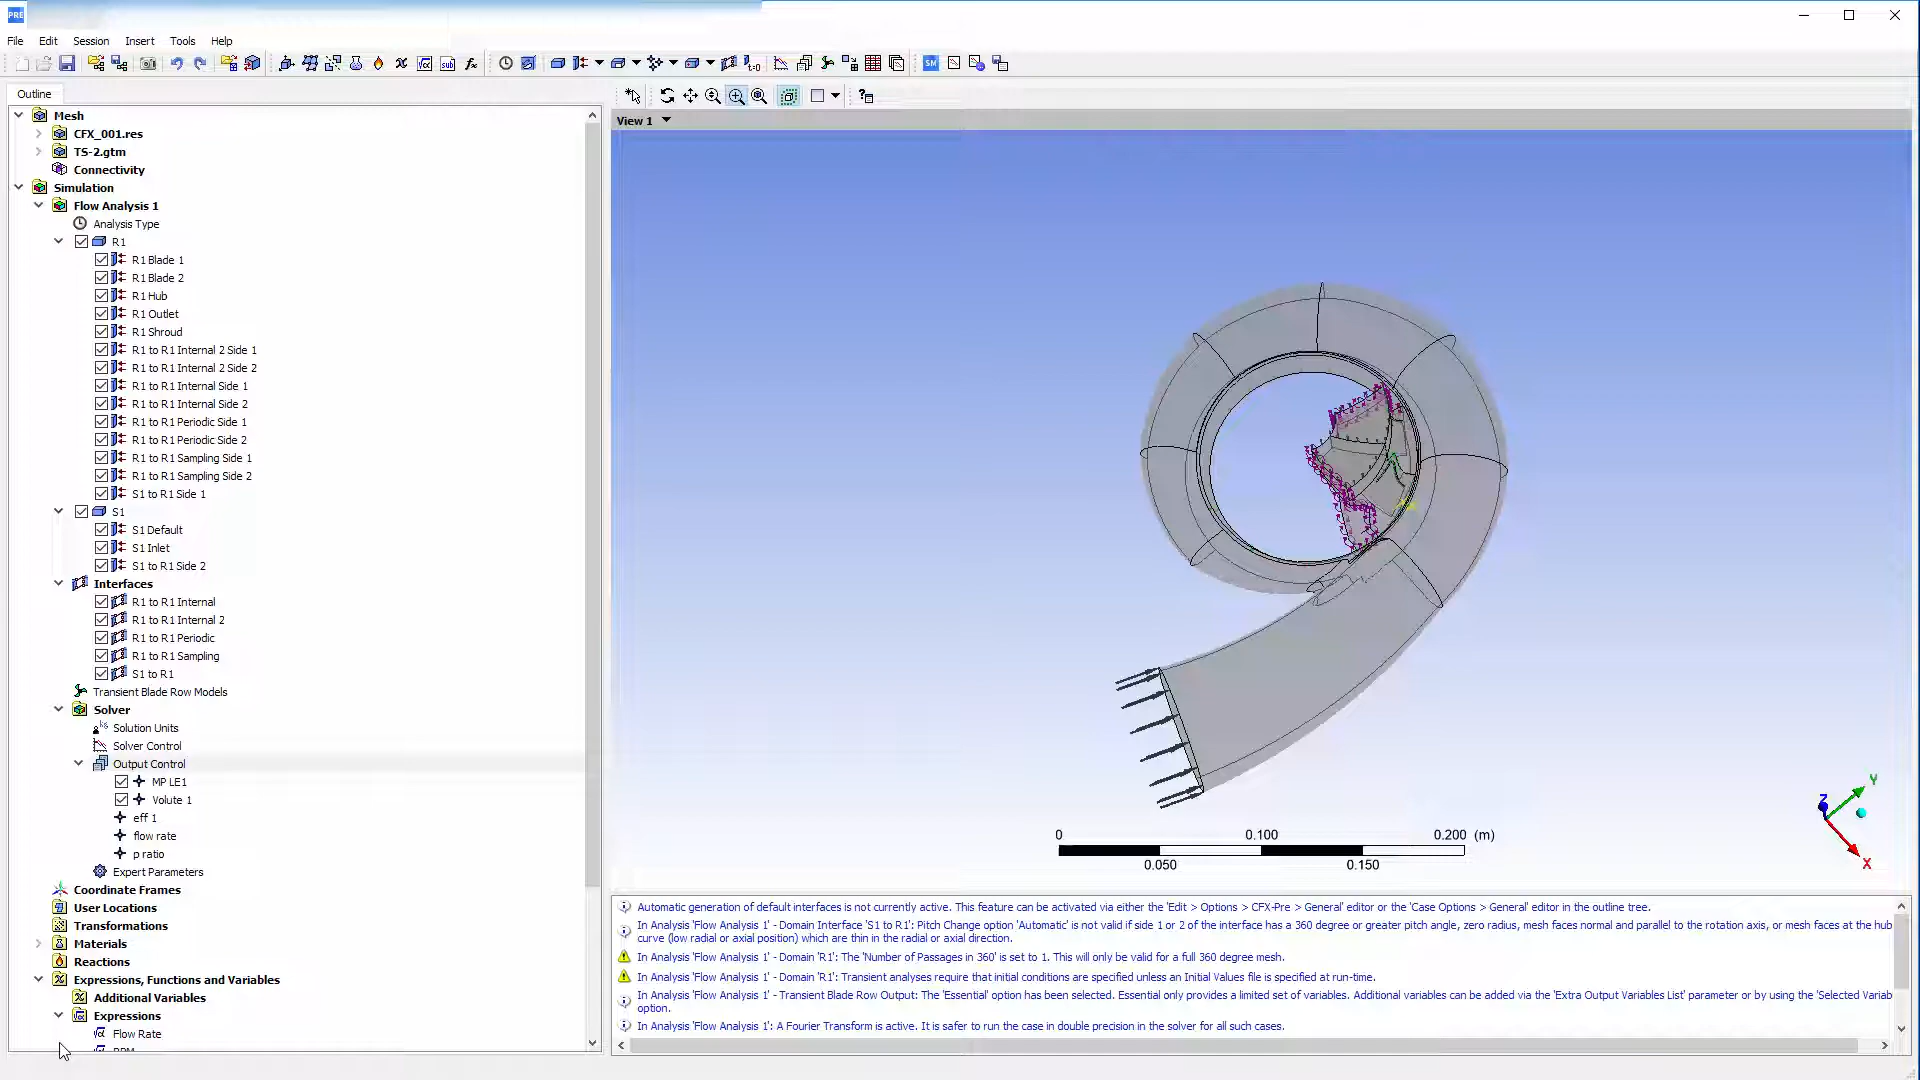 PRE
File Edit Session Insert Tools Help
Outline
Mesh
CFX_001.res
TS-2.gtm
Connectivity
Simulation
Flow Analysis 1
Analysis Type
R1
R1 Blade 1
R1 Blade 2
R1 Hub
R1 Outlet
R1 Shroud
R1 to R1 Internal 2 Side 1
R1 to R1 Internal 2 Side 2
R1 to R1 Internal Side 1
R1 to R1 Internal Side 2
R1 to R1 Periodic Side 1
R1 to R1 Periodic Side 2
R1 to R1 Sampling Side 1
R1 to R1 Sampling Side 2
S1 to R1 Side 1
S1
S1 Default
S1 Inlet
S1 to R1 Side 2
Interfaces
R1 to R1 Internal
R1 to R1 Internal 2
R1 to R1 Periodic
R1 to R1 Sampling
S1 to R1
Transient Blade Row Models
Solver
Solution Units
Solver Control
Output Control
MP LE1
Volute 1
eff 1
flow rate
p ratio
Expert Parameters
Coordinate Frames
User Locations
Transformations
Materials
Reactions
Expressions, Functions and Variables
Additional Variables
Expressions
Flow Rate
RPM
View 1
0 0.100 0.200 (m)
0.050 0.150
Y
Z
X
Automatic generation of default interfaces is not currently active. This feature can be activated via either the 'Edit > Options > CFX-Pre > General' editor or the 'Case Options > General' editor in the outline tree.
In Analysis 'Flow Analysis 1' - Domain Interface 'S1 to R1': Pitch Change option 'Automatic' is not valid if side 1 or 2 of the interface has a 360 degree or greater pitch angle, zero radius, mesh faces normal and parallel to the rotation axis, or mesh faces at the hub
curve (low radial or axial position) which are thin in the radial or axial direction.
In Analysis 'Flow Analysis 1' - Domain 'R1': The 'Number of Passages in 360' is set to 1. This will only be valid for a full 360 degree mesh.
In Analysis 'Flow Analysis 1' - Domain 'R1': Transient analyses require that initial conditions are specified unless an Initial Values file is specified at run-time.
In Analysis 'Flow Analysis 1' - Transient Blade Row Output: The 'Essential' option has been selected. Essential only provides a limited set of variables. Additional variables can be added via the 'Extra Output Variables List' parameter or by using the 'Selected Variab
option.
In Analysis 'Flow Analysis 1': A Fourier Transform is active. It is safer to run the case in double precision in the solver for all such cases.